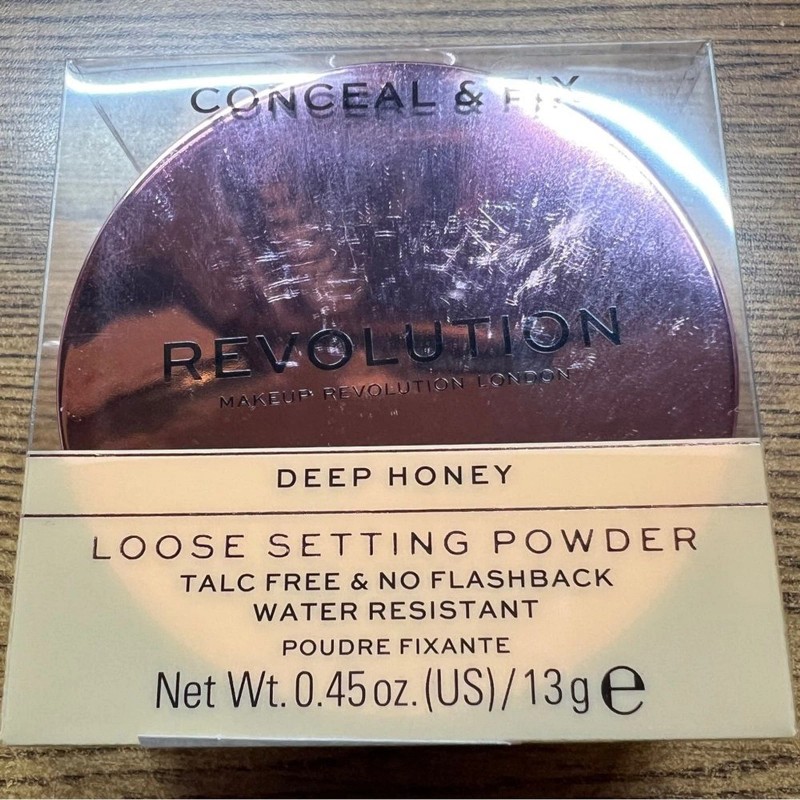 CONCEAL & FIX
REVOLUTION
MAKEUP REVOLUTION LONDON
DEEP HONEY
LOOSE SETTING POWDER
TALC FREE & NO FLASHBACK
WATER RESISTANT
POUDRE FIXANTE
Net Wt. 0.45 oz. (US) / 13 g ℮